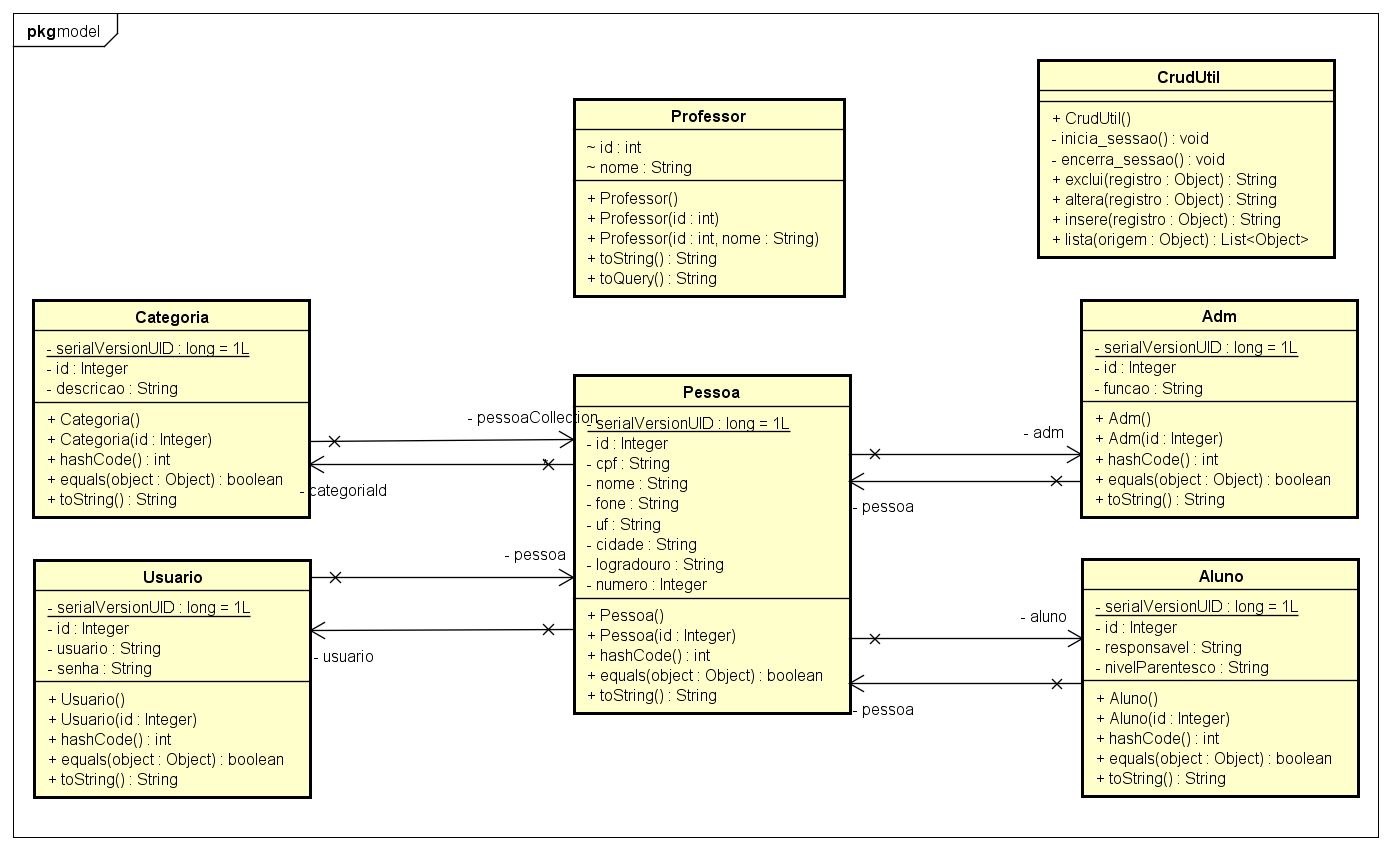 pkg model
CrudUtil
+ CrudUtil()
- inicia_sessao() : void
- encerra_sessao() : void
+ exclui(registro : Object) : String
+ altera(registro : Object) : String
+ insere(registro : Object) : String
+ lista(origem : Object) : List<Object>
Professor
~ id : int
~ nome : String
+ Professor()
+ Professor(id : int)
+ Professor(id : int, nome : String)
+ toString() : String
+ toQuery() : String
Categoria
- serialVersionUID : long = 1L
- id : Integer
- descricao : String
+ Categoria()
+ Categoria(id : Integer)
+ hashCode() : int
+ equals(object : Object) : boolean
+ toString() : String
- pessoaCollection
- categoriaId
Pessoa
- serialVersionUID : long = 1L
- id : Integer
- cpf : String
- nome : String
- fone : String
- uf : String
- cidade : String
- logradouro : String
- numero : Integer
+ Pessoa()
+ Pessoa(id : Integer)
+ hashCode() : int
+ equals(object : Object) : boolean
+ toString() : String
- adm
- pessoa
Adm
- serialVersionUID : long = 1L
- id : Integer
- funcao : String
+ Adm()
+ Adm(id : Integer)
+ hashCode() : int
+ equals(object : Object) : boolean
+ toString() : String
Usuario
- serialVersionUID : long = 1L
- id : Integer
- usuario : String
- senha : String
+ Usuario()
+ Usuario(id : Integer)
+ hashCode() : int
+ equals(object : Object) : boolean
+ toString() : String
- pessoa
- usuario
- aluno
- pessoa
Aluno
- serialVersionUID : long = 1L
- id : Integer
- responsavel : String
- nivelParentesco : String
+ Aluno()
+ Aluno(id : Integer)
+ hashCode() : int
+ equals(object : Object) : boolean
+ toString() : String